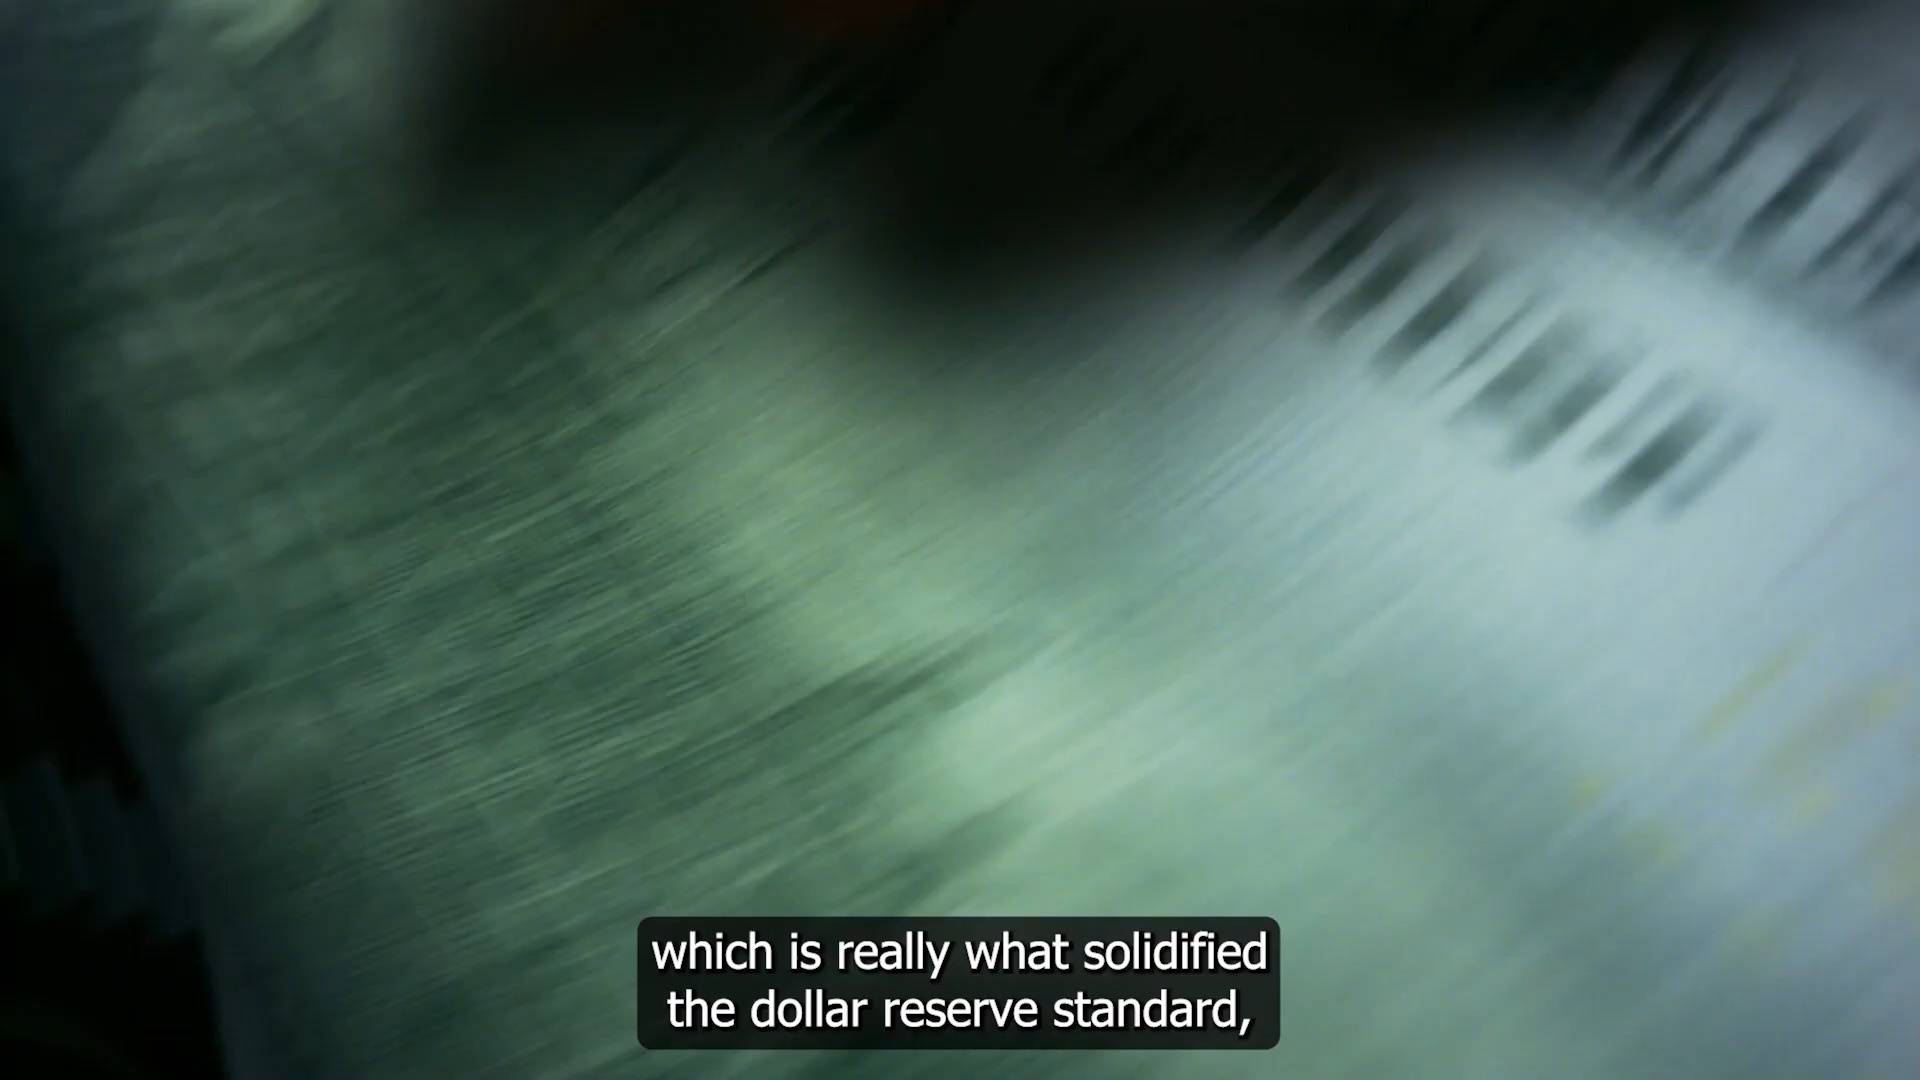 which is really what solidified
the dollar reserve standard,